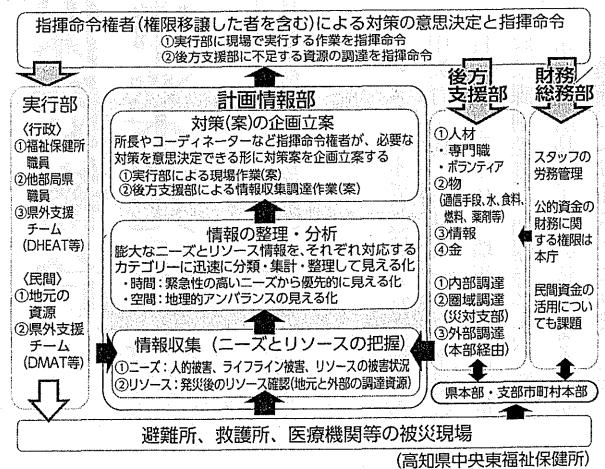 指揮命令権者(権限移譲した者を含む)による対策の意思決定と指揮命令
①実行部に現場で実行する作業を指揮命令
②後方支援部に不足する資源の調達を指揮命令
実行部
〈行政〉
①福祉保健所
職員
②他部局県
職員
③県外支援
チーム
(DHEAT等)
〈民間〉
①地元の
資源
②県外支援
チーム
(DMAT等)
計画情報部
対策(案)の企画立案
所長やコーディネーターなど指揮命令権者が、必要な
対策を意思決定できる形に対策案を企画立案する
①実行部による現場作業(案)
②後方支援部による情報収集調達作業(案)
情報の整理・分析
膨大なニーズとリソース情報を、それぞれ対応する
カテゴリーに迅速に分類・集計・整理して見える化
・時間:緊急性の高いニーズから優先的に見える化
・空間:地理的アンバランスの見える化
情報収集(ニーズとリソースの把握)
①ニーズ:人的被害、ライフライン被害、リソースの被害状況
②リソース:発災後のリソース確認(地元と外部の調達資源)
後方
支援部
①人材
・専門職
・ボランティア
②物
(通信手段、水、食料、
燃料、薬剤等)
③情報
④金
①内部調達
②圏域調達
(災対支部)
③外部調達
(本部経由)
財務
総務部
スタッフの
労務管理
公的資金の
財務に関
する権限は
本庁
民間資金の
活用につい
ても課題
県本部・支部市町村本部
避難所、救護所、医療機関等の被災現場
(高知県中央東福祉保健所)